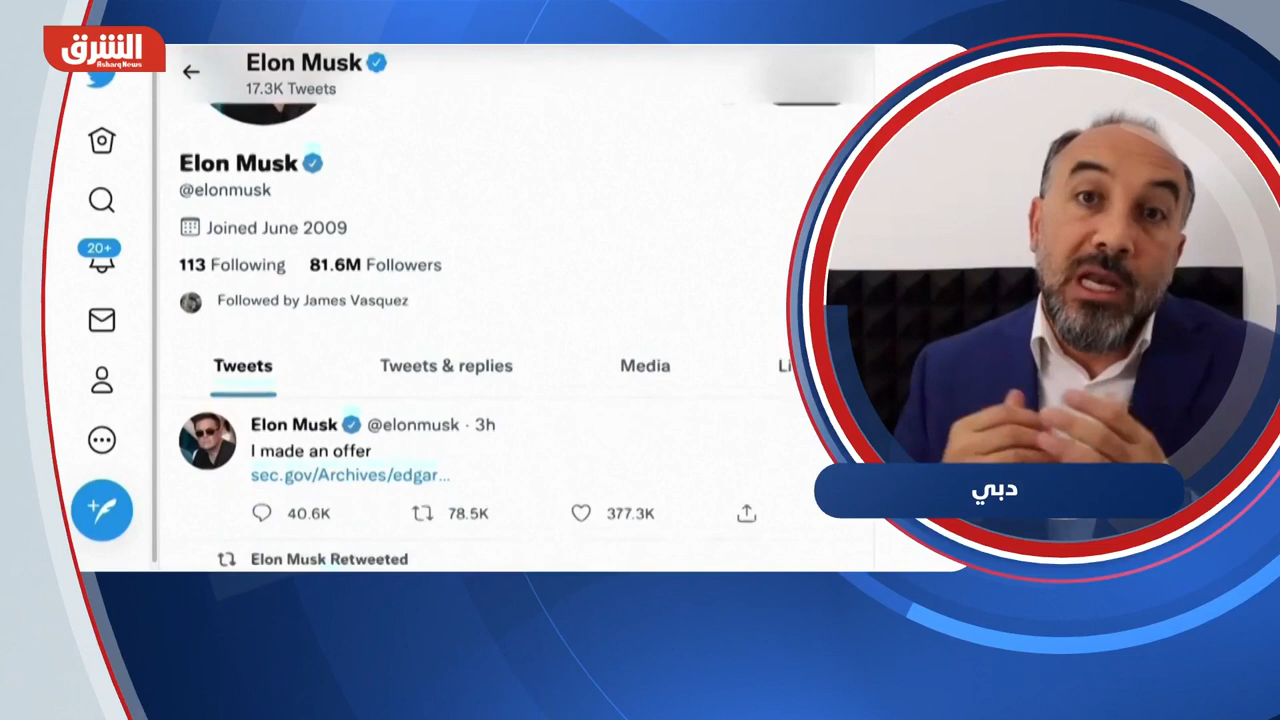 الشرق
Asharq News
Elon Musk
17.3K Tweets
Elon Musk
@elonmusk
Joined June 2009
113 Following 81.6M Followers
Followed by James Vasquez
20+
Tweets Tweets & replies Media Li
Elon Musk @elonmusk · 3h
I made an offer
sec.gov/Archives/edgar...
40.6K 78.5K 377.3K
Elon Musk Retweeted
دبي